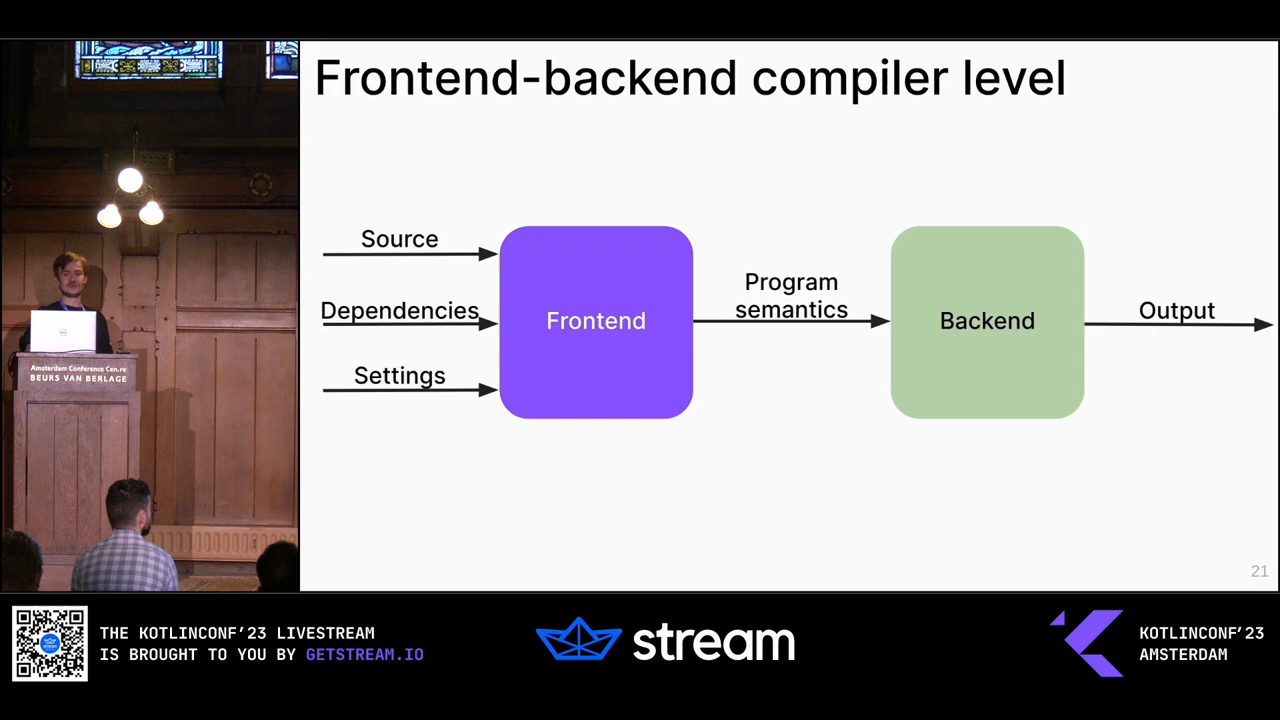 Frontend-backend compiler level
Source
Dependencies
Settings
Frontend
Program
semantics
Backend
Output
21
Amsterdam Conference Centre
BEURS VAN BERLAGE
THE KOTLINCONF’23 LIVESTREAM
IS BROUGHT TO YOU BY GETSTREAM.IO
stream
KOTLINCONF’23
AMSTERDAM